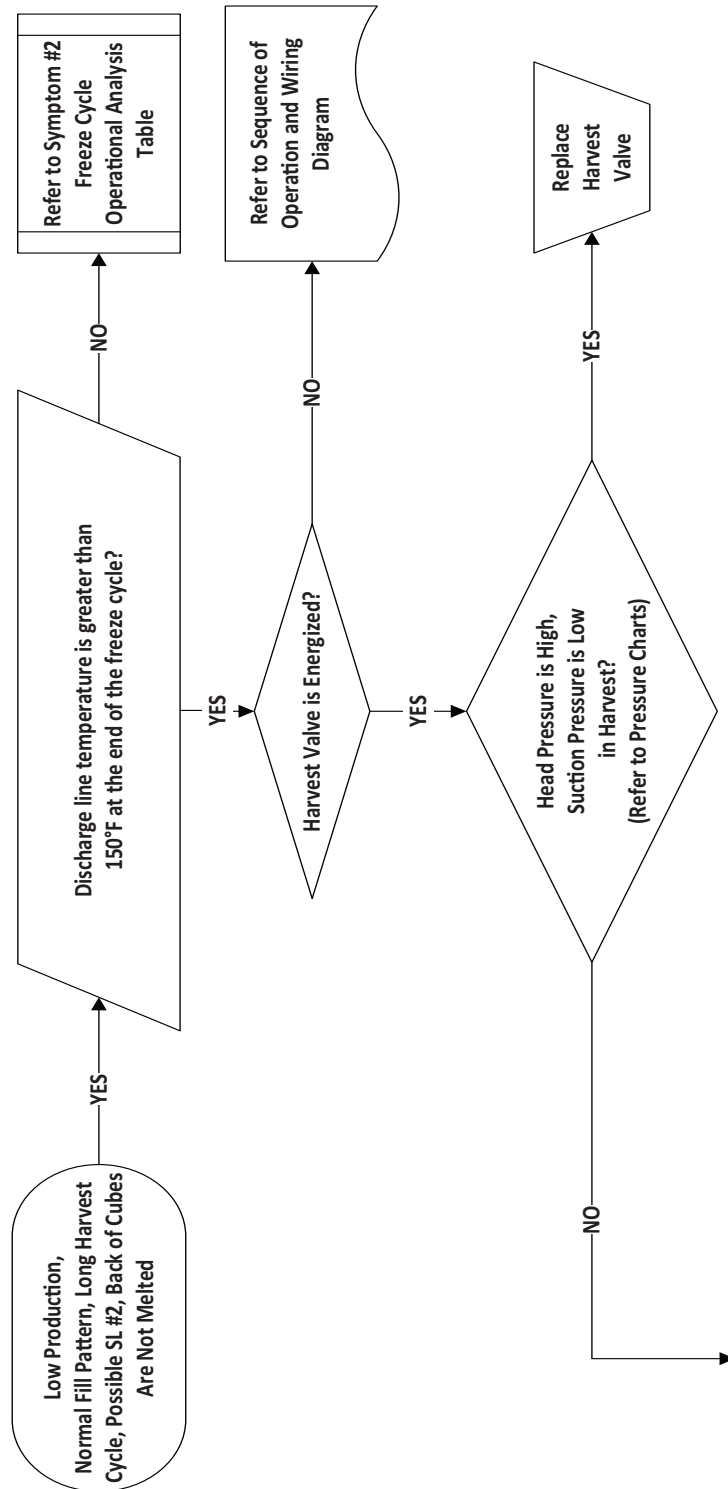 Low Production,
Normal Fill Pattern, Long Harvest
Cycle, Possible SL #2, Back of Cubes
Are Not Melted
YES
Discharge line temperature is greater than
150°F at the end of the freeze cycle?
NO
Refer to Symptom #2
Freeze Cycle
Operational Analysis
Table
YES
Harvest Valve is Energized?
NO
Refer to Sequence of
Operation and Wiring
Diagram
YES
Head Pressure is High,
Suction Pressure is Low
in Harvest?
(Refer to Pressure Charts)
YES
Replace
Harvest
Valve
NO